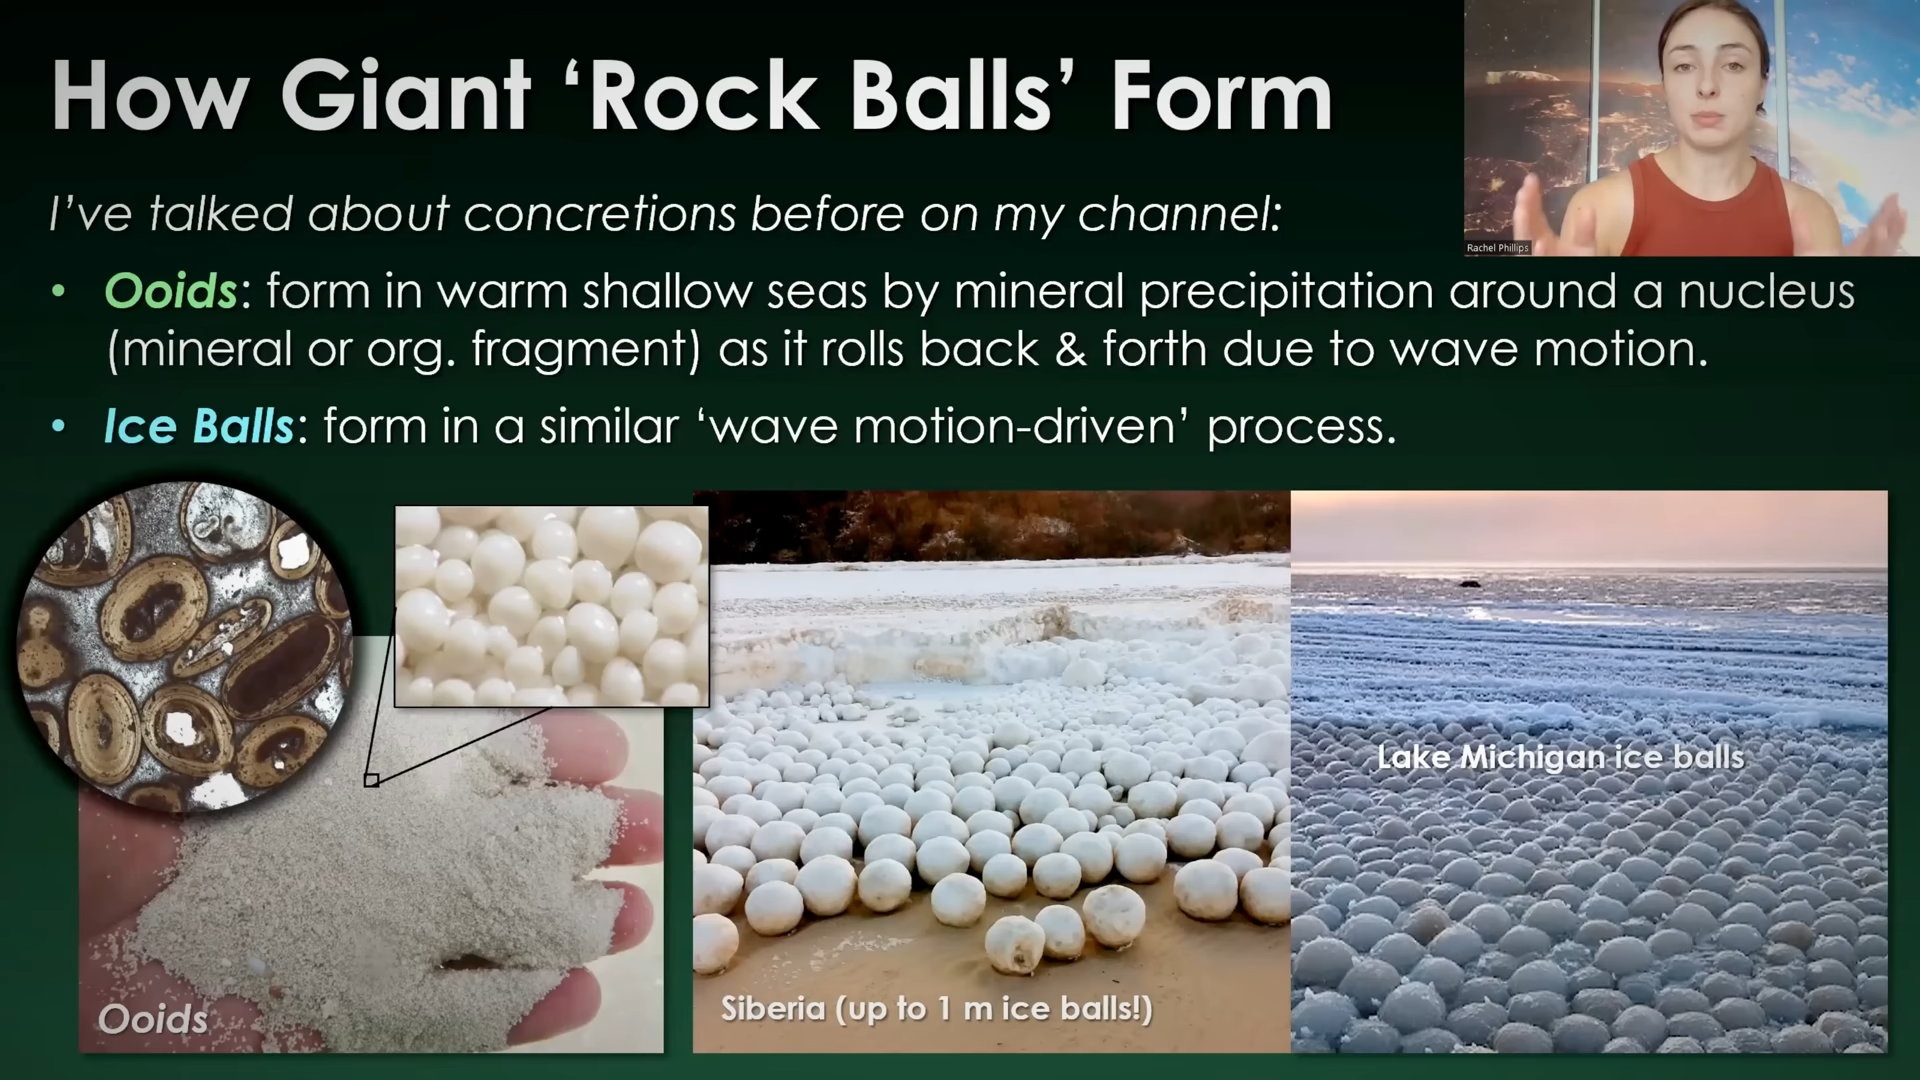 How Giant ‘Rock Balls’ Form
Rachel Phillips
I’ve talked about concretions before on my channel:
• Ooids: form in warm shallow seas by mineral precipitation around a nucleus
(mineral or org. fragment) as it rolls back & forth due to wave motion.
• Ice Balls: form in a similar ‘wave motion-driven’ process.
Lake Michigan ice balls
Siberia (up to 1 m ice balls!)
Ooids